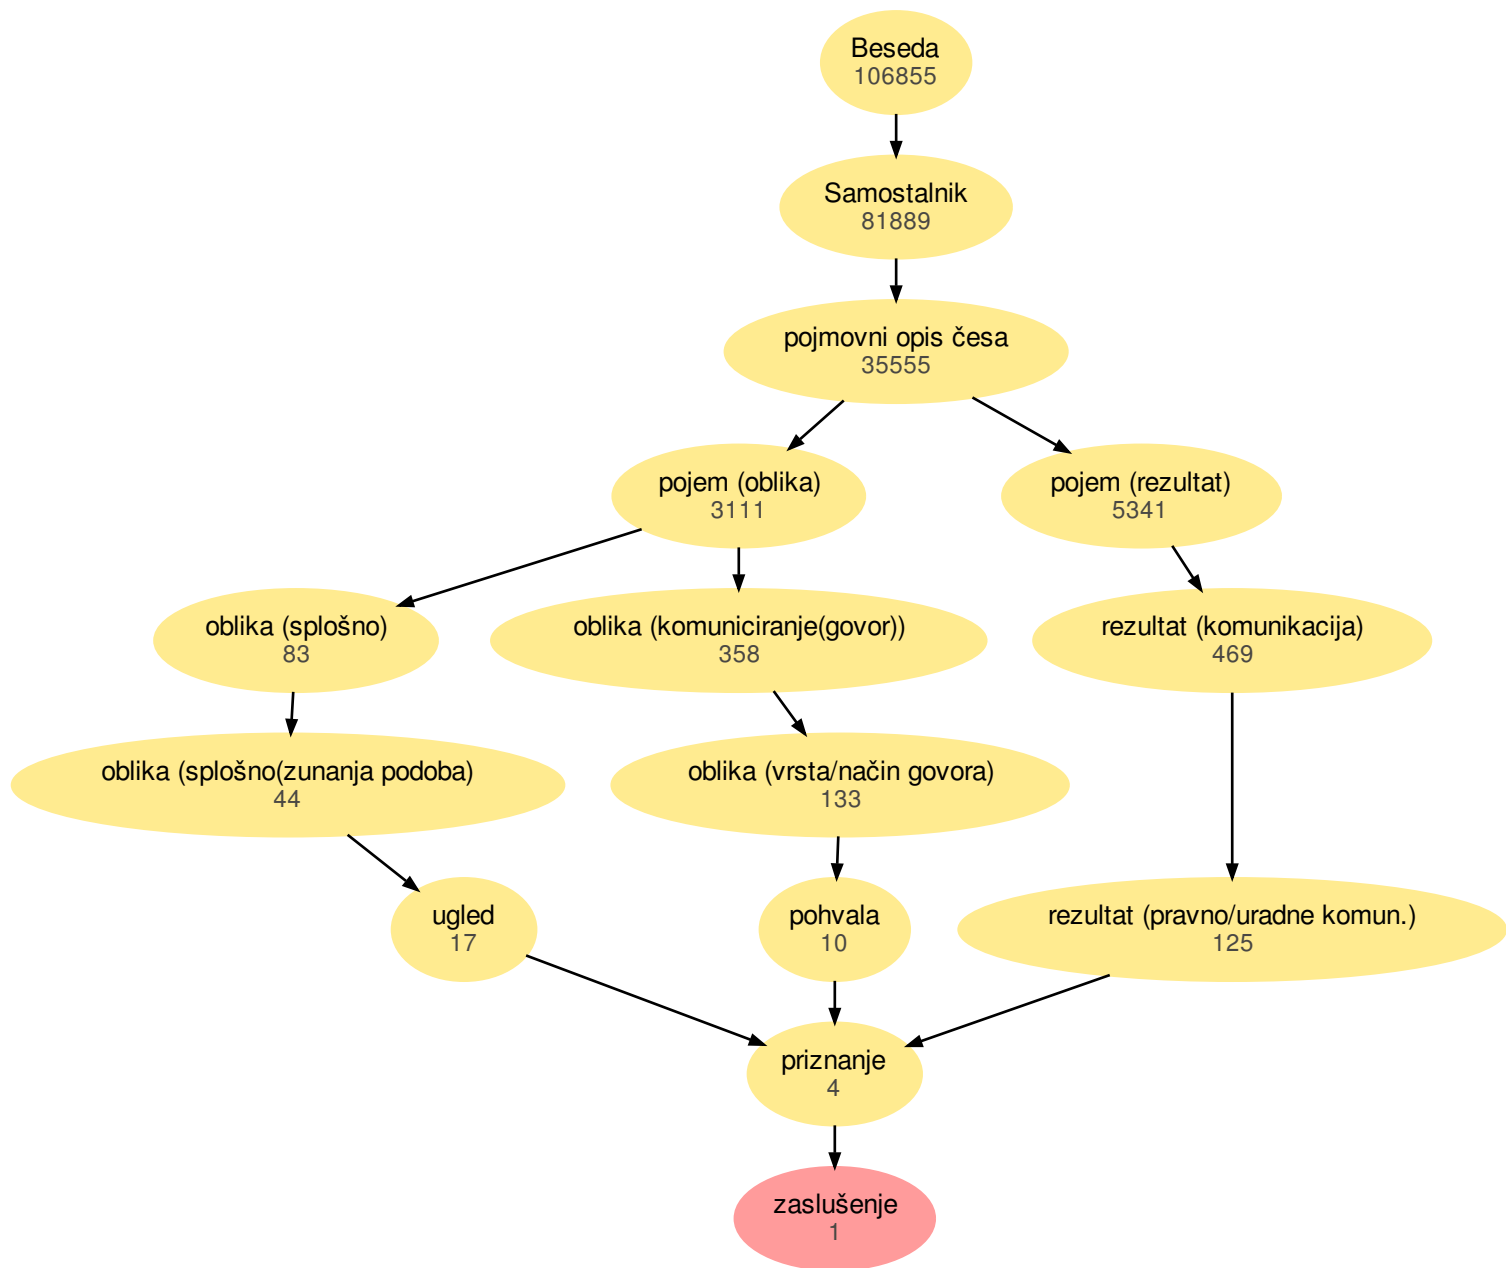 Beseda
106855
Samostalnik
81889
pojmovni opis česa
35555
pojem (oblika)
3111
pojem (rezultat)
5341
oblika (splošno)
83
oblika (komuniciranje(govor))
358
rezultat (komunikacija)
469
oblika (splošno(zunanja podoba)
44
oblika (vrsta/način govora)
133
ugled
17
pohvala
10
rezultat (pravno/uradne komun.)
125
priznanje
4
zaslušenje
1